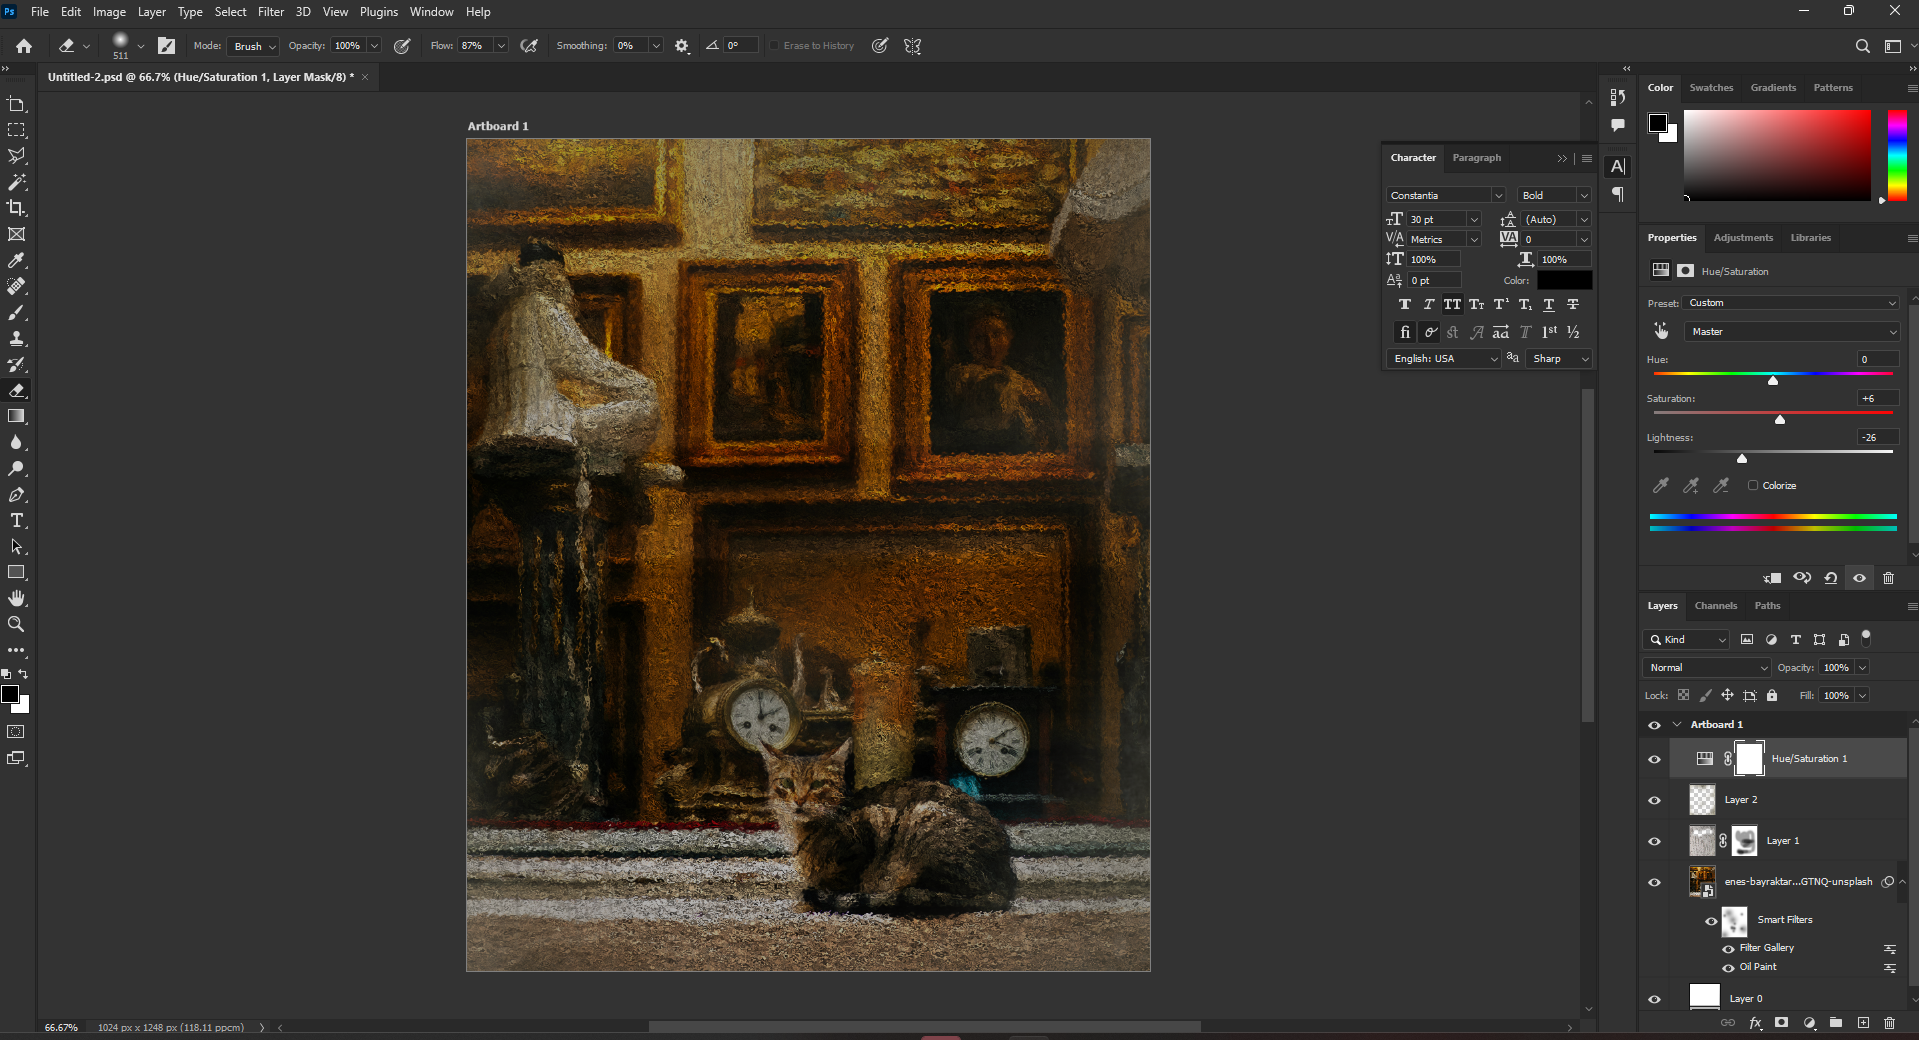 Ps File Edit Image Layer Type Select Filter 3D View Plugins Window Help
511 Mode: Brush Opacity: 100% Flow: 87% Smoothing: 0% 0° Erase to History
Untitled-2.psd @ 66.7% (Hue/Saturation 1, Layer Mask/8) * ×
Artboard 1
Character Paragraph
Constantia Bold
30 pt (Auto)
Metrics 0
100% 100%
0 pt Color:
English: USA Sharp
Color Swatches Gradients Patterns
Properties Adjustments Libraries
Hue/Saturation
Preset: Custom
Master
Hue: 0
Saturation: +6
Lightness: -26
Colorize
Layers Channels Paths
Kind
Normal Opacity: 100%
Lock: Fill: 100%
Artboard 1
Hue/Saturation 1
Layer 2
Layer 1
enes-bayraktar...GTNQ-unsplash
Smart Filters
Filter Gallery
Oil Paint
Layer 0
66.67% 1024 px x 1248 px (118.11 ppcm)